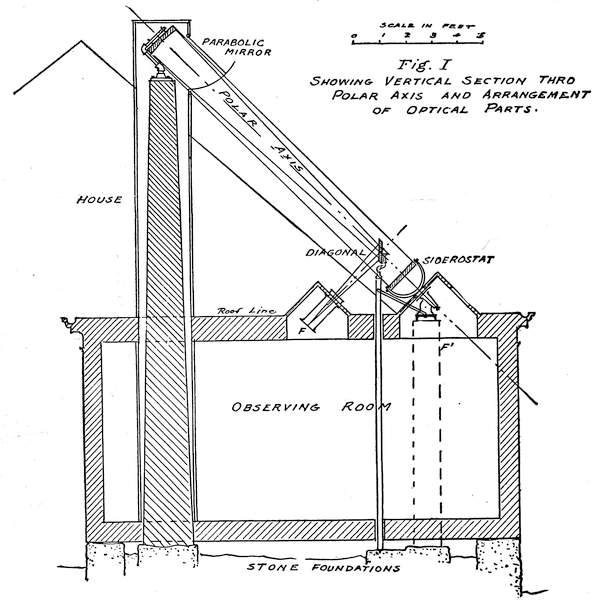 SCALE IN FEET
0 1 2 3 4 5
Fig. I
SHOWING VERTICAL SECTION THRO
POLAR AXIS AND ARRANGEMENT
OF OPTICAL PARTS.
PARABOLIC
MIRROR
POLAR AXIS
HOUSE
DIAGONAL
SIDEROSTAT
Roof Line
F
F'
OBSERVING ROOM
STONE FOUNDATIONS